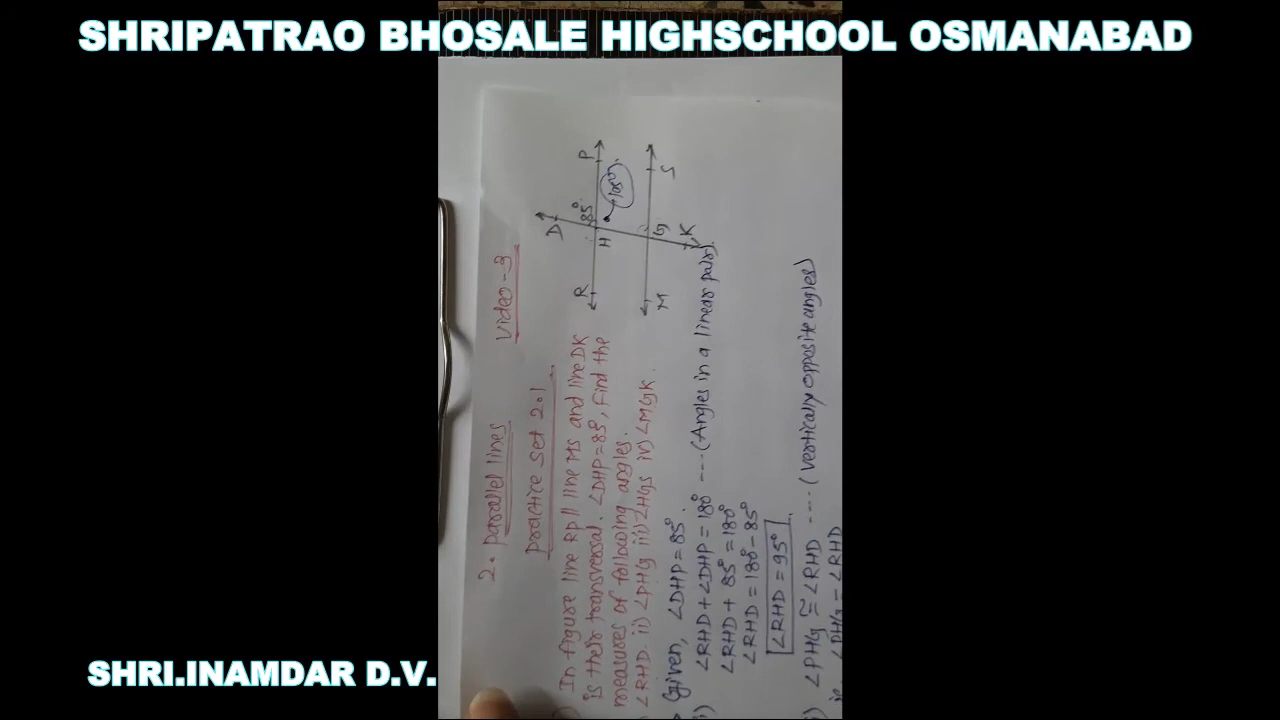 SHRIPATRAO BHOSALE HIGHSCHOOL OSMANABAD
2. parallel lines
Video-3
practice set 2.1
In figure line RP || line MS and line DK
is their transversal. ∠DHP = 85°, Find the
measures of following angles.
∠RHD. ii) ∠PHG iii) ∠HGS iv) ∠MGK.
D
R
H
85°
P
M
G
S
K
Given, ∠DHP = 85°.
i) ∠RHD + ∠DHP = 180° ---- (Angles in a linear pair)
∠RHD + 85° = 180°
∠RHD = 180° - 85°
∠RHD = 95°
∠PHG ≅ ∠RHD ---- (vertically opposite angles)
∠PHG = ∠RHD
SHRI.INAMDAR D.V.